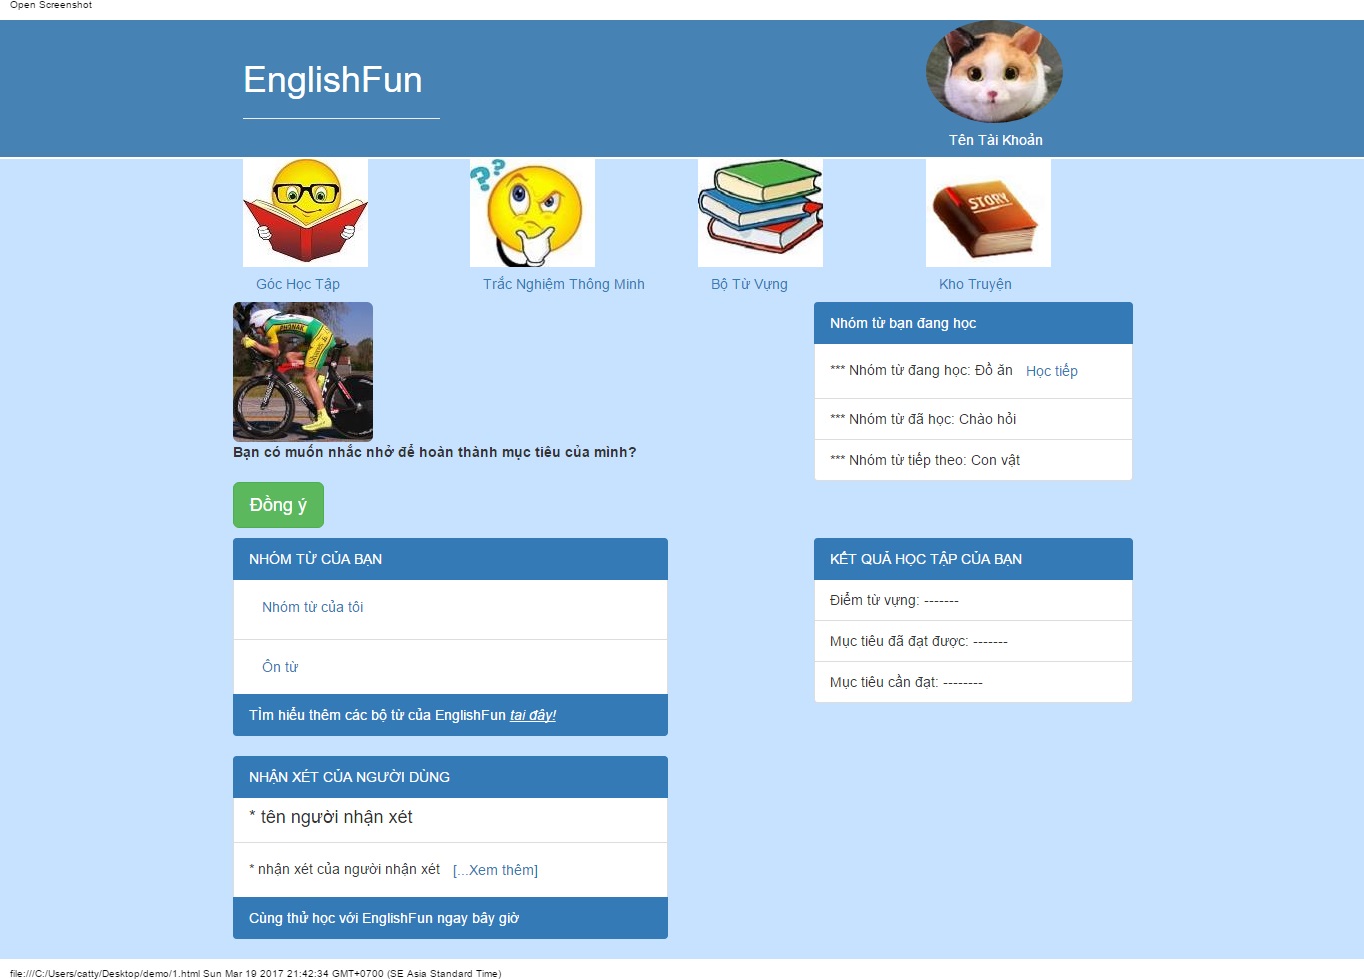 Open Screenshot
EnglishFun
Tên Tài Khoản
??
STORY
Góc Học Tập
Trắc Nghiệm Thông Minh
Bộ Từ Vựng
Kho Truyện
Bạn có muốn nhắc nhở để hoàn thành mục tiêu của mình?
Đồng ý
Nhóm từ bạn đang học
*** Nhóm từ đang học: Đồ ăn Học tiếp
*** Nhóm từ đã học: Chào hỏi
*** Nhóm từ tiếp theo: Con vật
NHÓM TỪ CỦA BẠN
Nhóm từ của tôi
Ôn từ
Tìm hiểu thêm các bộ từ của EnglishFun tai đây!
KẾT QUẢ HỌC TẬP CỦA BẠN
Điểm từ vựng: -------
Mục tiêu đã đạt được: -------
Mục tiêu cần đạt: --------
NHẬN XÉT CỦA NGƯỜI DÙNG
* tên người nhận xét
* nhận xét của người nhận xét [...Xem thêm]
Cùng thử học với EnglishFun ngay bây giờ
file:///C:/Users/catty/Desktop/demo/1.html Sun Mar 19 2017 21:42:34 GMT+0700 (SE Asia Standard Time)